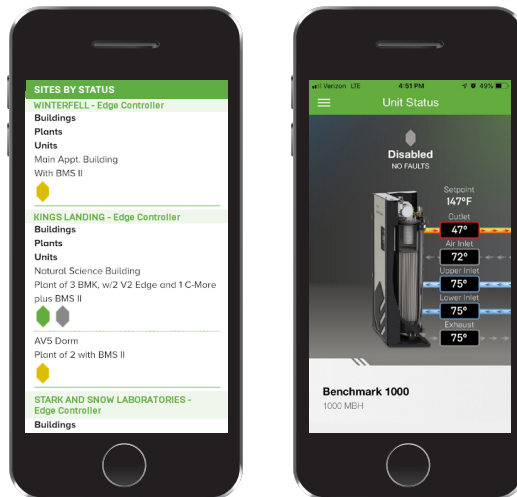 SITES BY STATUS
WINTERFELL - Edge Controller
Buildings
Plants
Units
Main Appt. Building
With BMS II
KINGS LANDING - Edge Controller
Buildings
Plants
Units
Natural Science Building
Plant of 3 BMK, w/2 V2 Edge and 1 C-More
plus BMS II
AV5 Dorm
Plant of 2 with BMS II
STARK AND SNOW LABORATORIES -
Edge Controller
Buildings
Verizon LTE 4:51 PM 49%
Unit Status
Disabled
NO FAULTS
Setpoint
147°F
Outlet
47°
Air Inlet
72°
Upper Inlet
75°
Lower Inlet
75°
Exhaust
75°
Benchmark 1000
1000 MBH